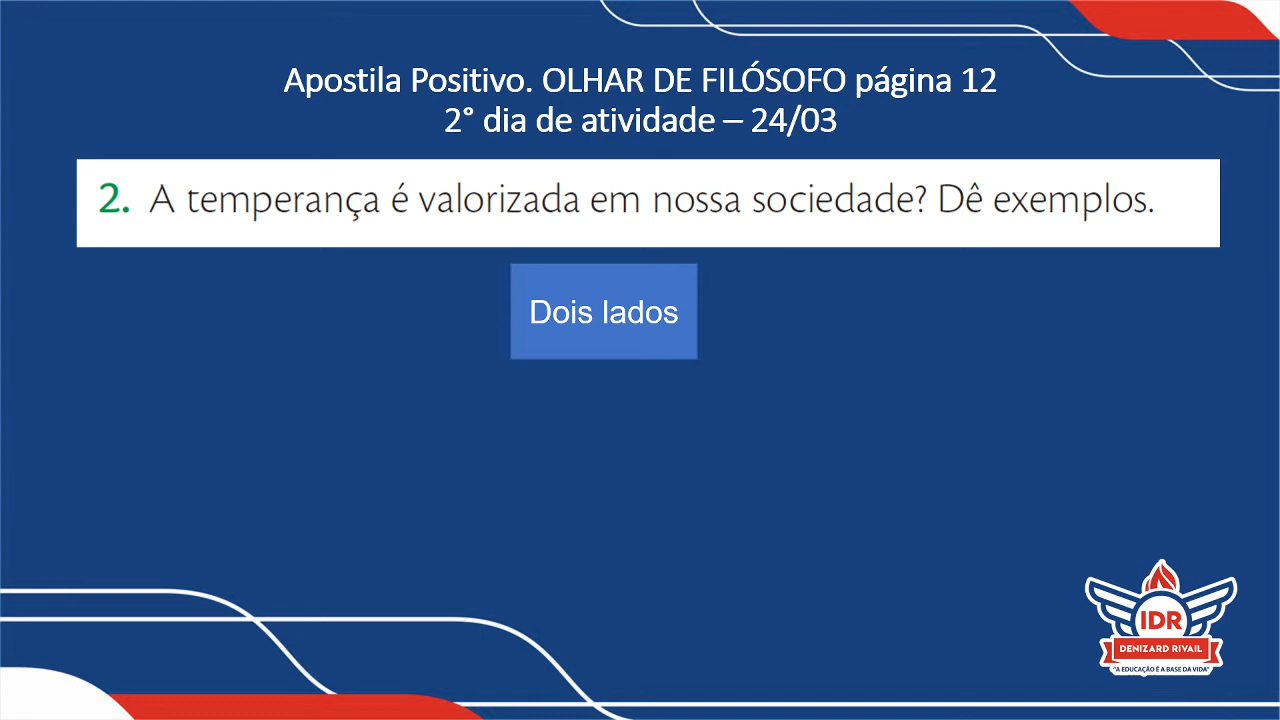 Apostila Positivo. OLHAR DE FILÓSOFO página 12
2° dia de atividade – 24/03
2. A temperança é valorizada em nossa sociedade? Dê exemplos.
Dois lados
IDR
DENIZARD RIVAIL
"A EDUCAÇÃO É A BASE DA VIDA"